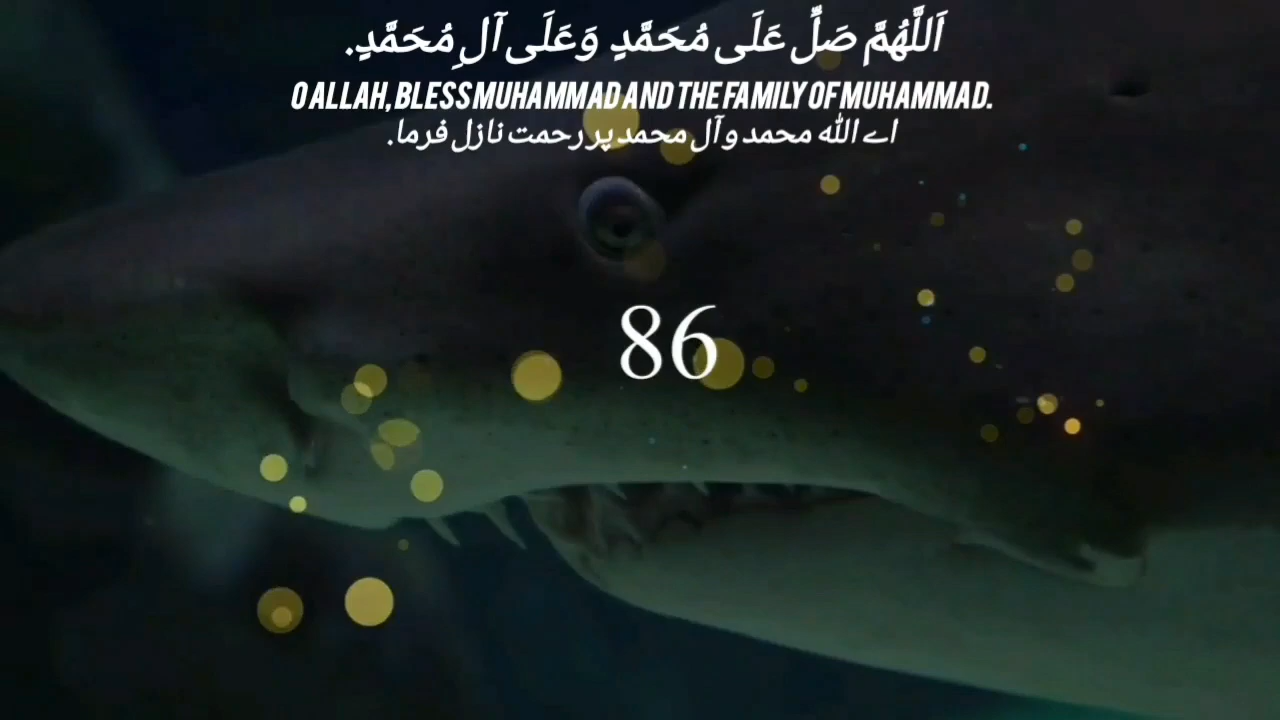 اَللَّهُمَّ صَلِّ عَلَى مُحَمَّدٍ وَعَلَى آلِ مُحَمَّدٍ.
O ALLAH, BLESS MUHAMMAD AND THE FAMILY OF MUHAMMAD.
اے اللہ محمد و آل محمد پر رحمت نازل فرما.
86